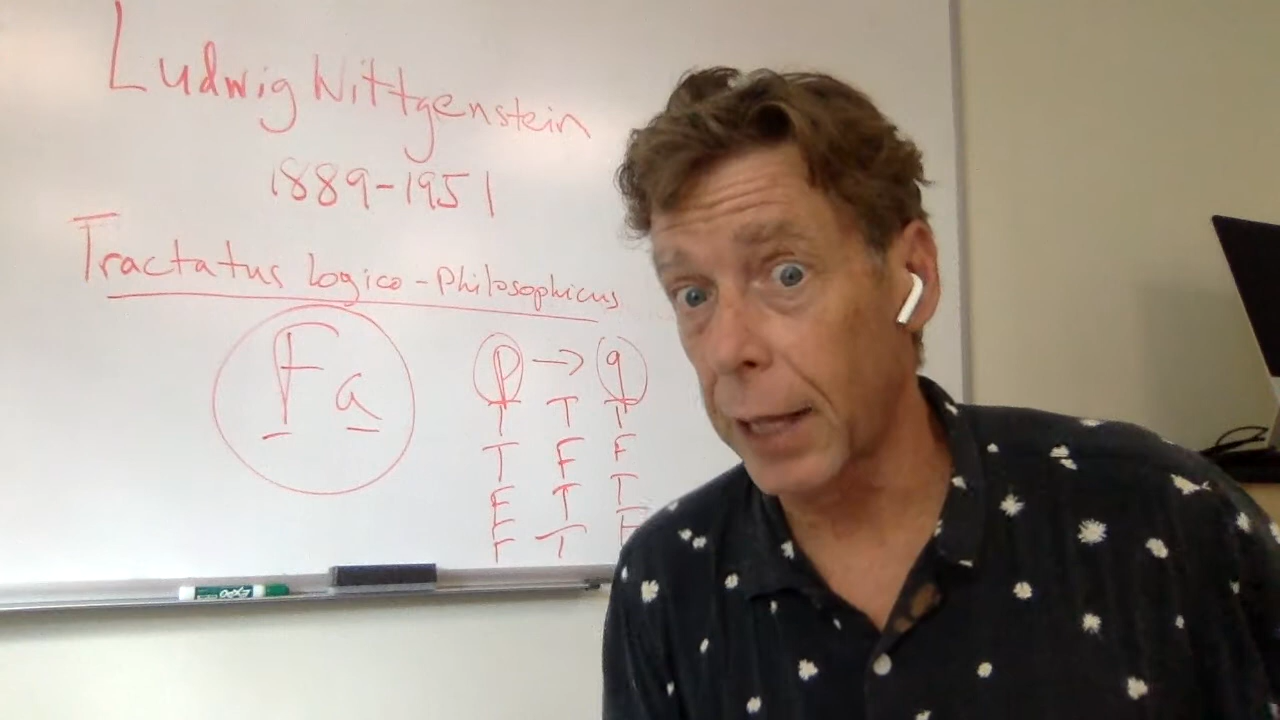 Ludwig Wittgenstein
1889-1951
Tractatus Logico-Philosophicus
Fa
p → q
T T T
T F F
F T T
F T F
EXPO